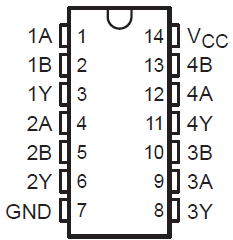 1A 1 14 VCC
1B 2 13 4B
1Y 3 12 4A
2A 4 11 4Y
2B 5 10 3B
2Y 6 9 3A
GND 7 8 3Y